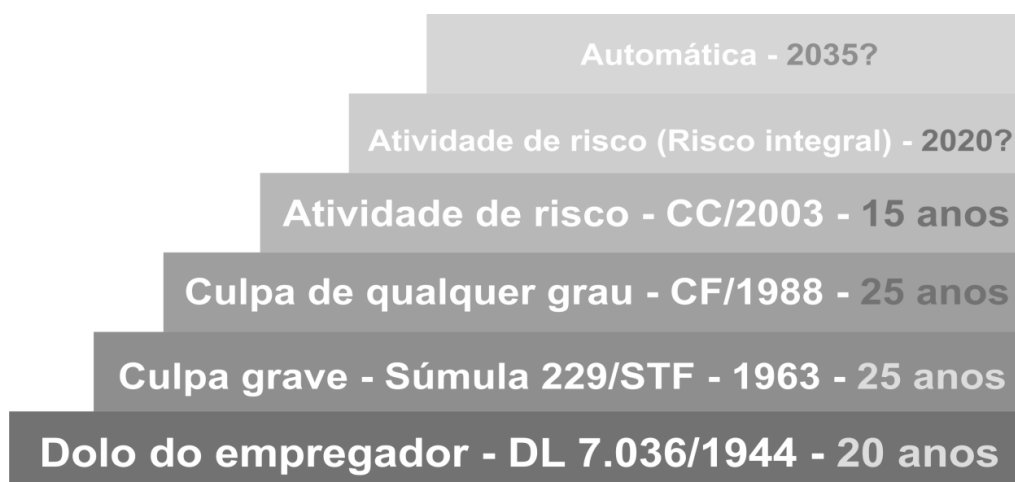 Automática - 2035?
Atividade de risco (Risco integral) - 2020?
Atividade de risco - CC/2003 - 15 anos
Culpa de qualquer grau - CF/1988 - 25 anos
Culpa grave - Súmula 229/STF - 1963 - 25 anos
Dolo do empregador - DL 7.036/1944 - 20 anos